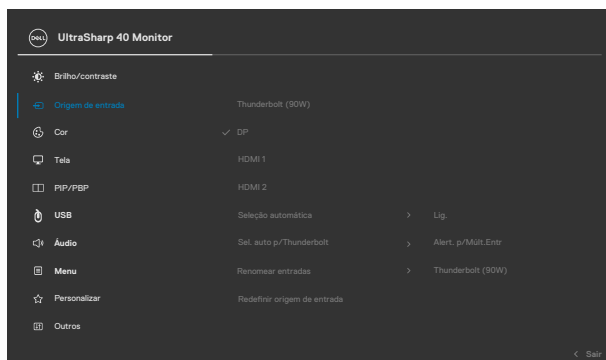 DELL UltraSharp 40 Monitor
Brilho/contraste
Origem de entrada Thunderbolt (90W)
Cor DP
Tela HDMI 1
PIP/PBP HDMI 2
USB Seleção automática > Lig.
Áudio Sel. auto p/Thunderbolt > Alert. p/Múlt.Entr
Menu Renomear entradas > Thunderbolt (90W)
Personalizar Redefinir origem de entrada
Outros
< Sair